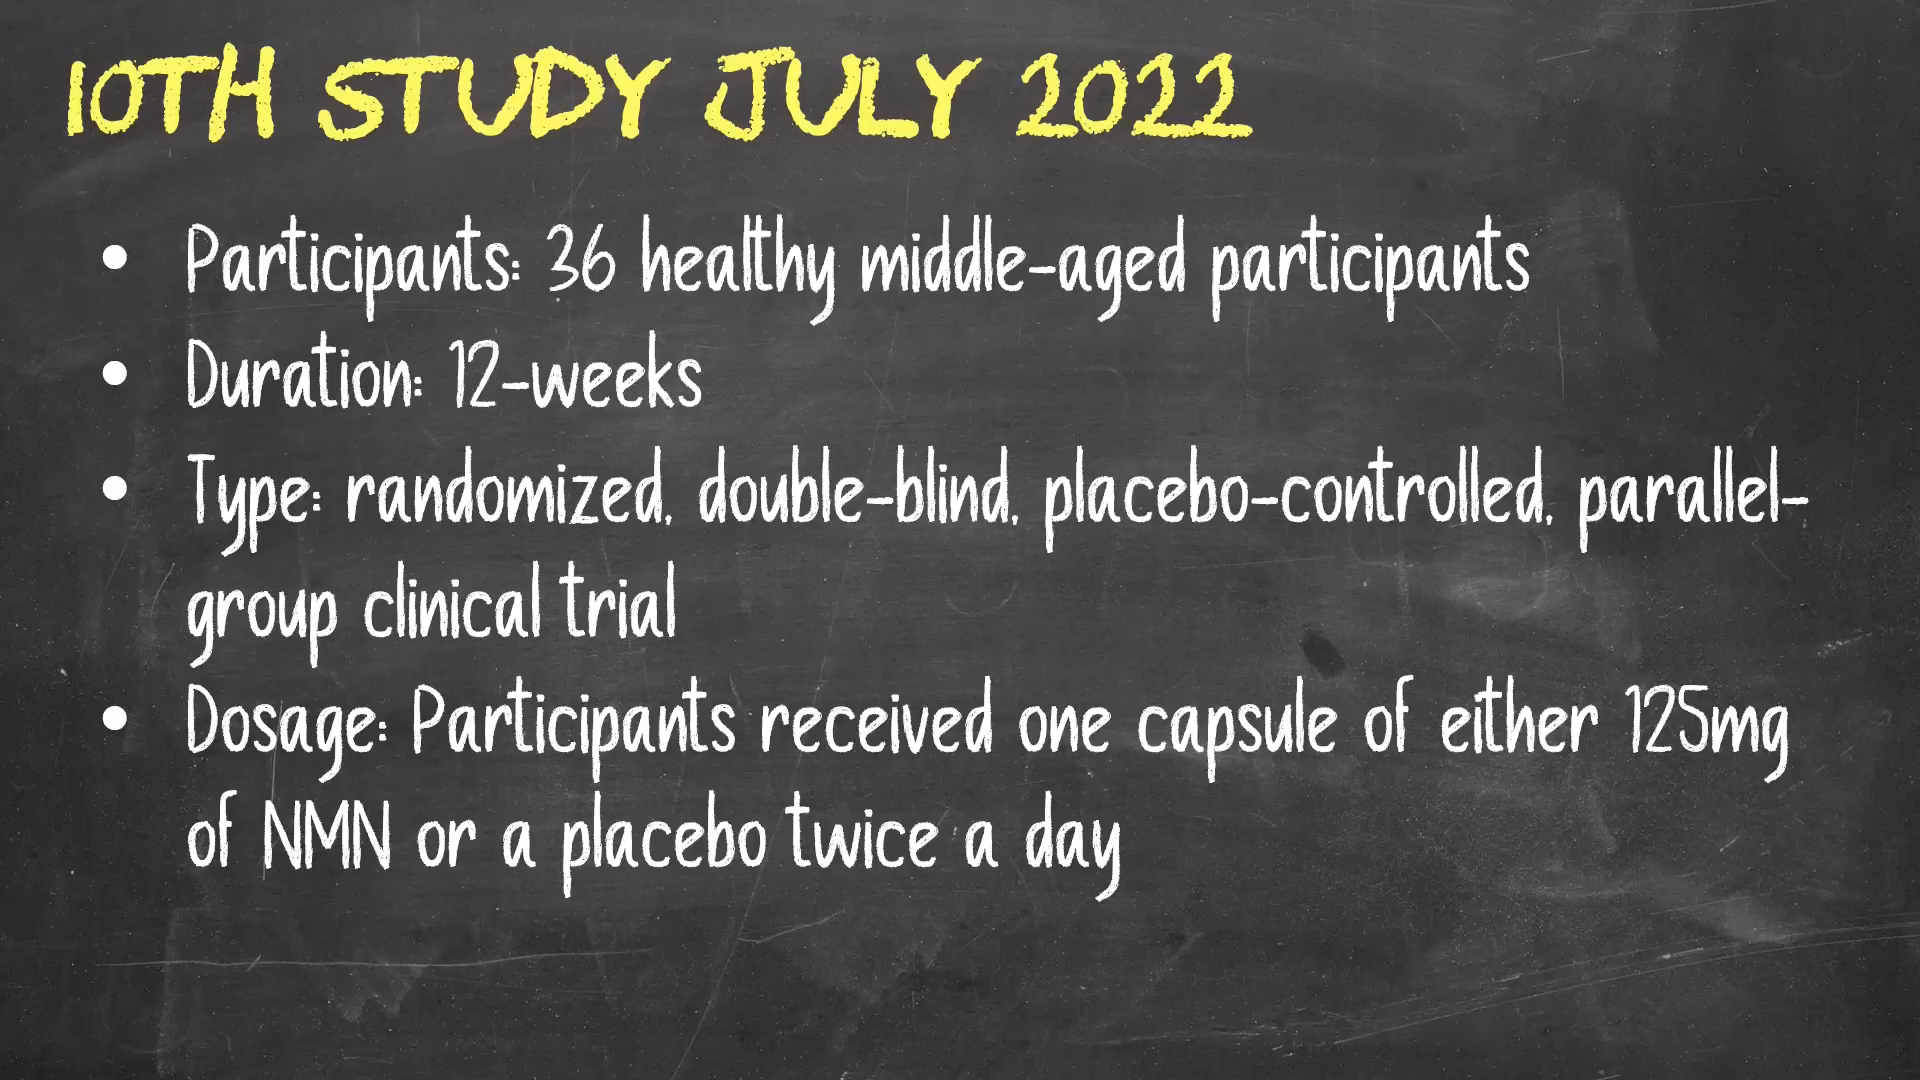 10TH STUDY JULY 2022
• Participants: 36 healthy middle-aged participants
• Duration: 12-weeks
• Type: randomized, double-blind, placebo-controlled, parallel-
group clinical trial
• Dosage: Participants received one capsule of either 125mg
of NMN or a placebo twice a day